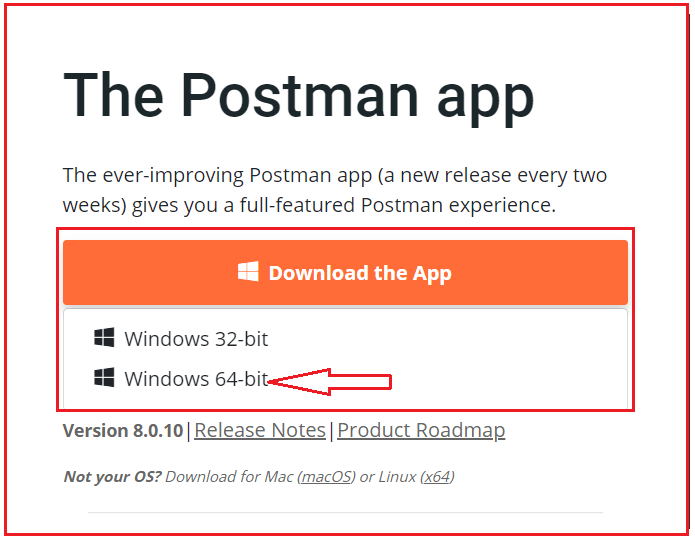 The Postman app
The ever-improving Postman app (a new release every two
weeks) gives you a full-featured Postman experience.
Download the App
Windows 32-bit
Windows 64-bit
Version 8.0.10|Release Notes|Product Roadmap
Not your OS? Download for Mac (macOS) or Linux (x64)